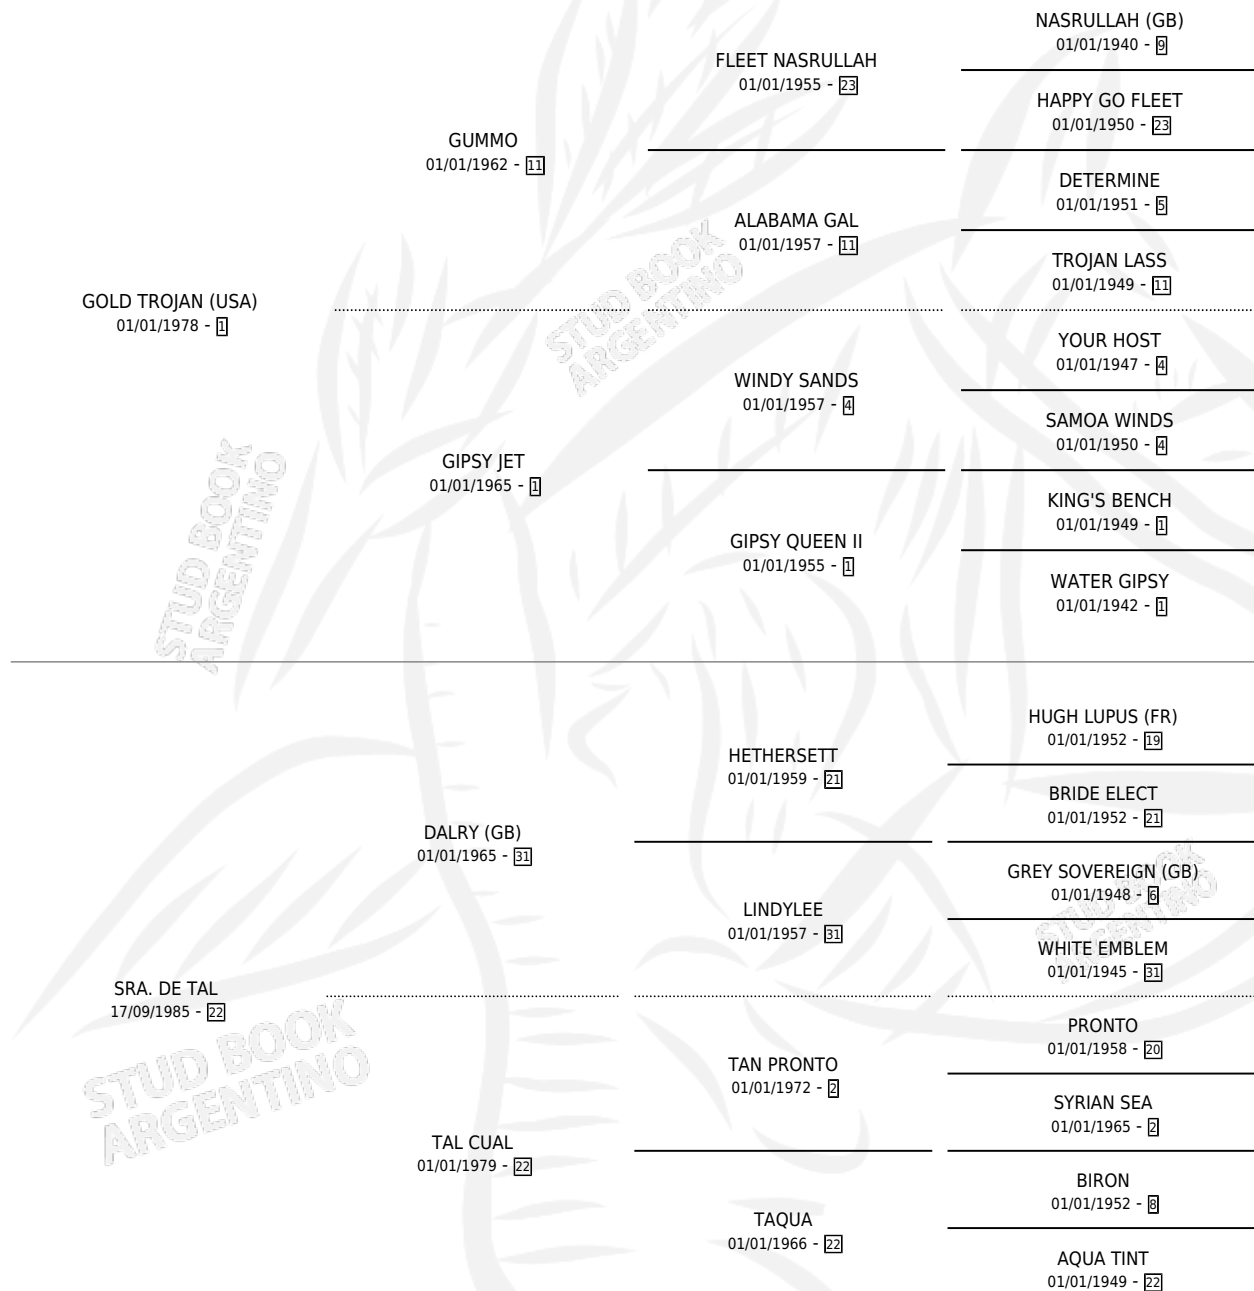 NASRULLAH (GB)
01/01/1940 - 9
FLEET NASRULLAH
01/01/1955 - 23
HAPPY GO FLEET
01/01/1950 - 23
GUMMO
01/01/1962 - 11
DETERMINE
01/01/1951 - 5
ALABAMA GAL
01/01/1957 - 11
TROJAN LASS
01/01/1949 - 11
GOLD TROJAN (USA)
01/01/1978 - 1
YOUR HOST
01/01/1947 - 4
WINDY SANDS
01/01/1957 - 4
SAMOA WINDS
01/01/1950 - 4
GIPSY JET
01/01/1965 - 1
KING'S BENCH
01/01/1949 - 1
GIPSY QUEEN II
01/01/1955 - 1
WATER GIPSY
01/01/1942 - 1
HUGH LUPUS (FR)
01/01/1952 - 19
HETHERSETT
01/01/1959 - 21
BRIDE ELECT
01/01/1952 - 21
DALRY (GB)
01/01/1965 - 31
GREY SOVEREIGN (GB)
01/01/1948 - 6
LINDYLEE
01/01/1957 - 31
WHITE EMBLEM
01/01/1945 - 31
SRA. DE TAL
17/09/1985 - 22
PRONTO
01/01/1958 - 20
TAN PRONTO
01/01/1972 - 2
SYRIAN SEA
01/01/1965 - 2
TAL CUAL
01/01/1979 - 22
BIRON
01/01/1952 - 8
TAQUA
01/01/1966 - 22
AQUA TINT
01/01/1949 - 22
STUD BOOK
ARGENTINO
STUD BOOK
ARGENTINO
STUD BOOK
ARGENTINO
STUD BOOK
ARGENTINO